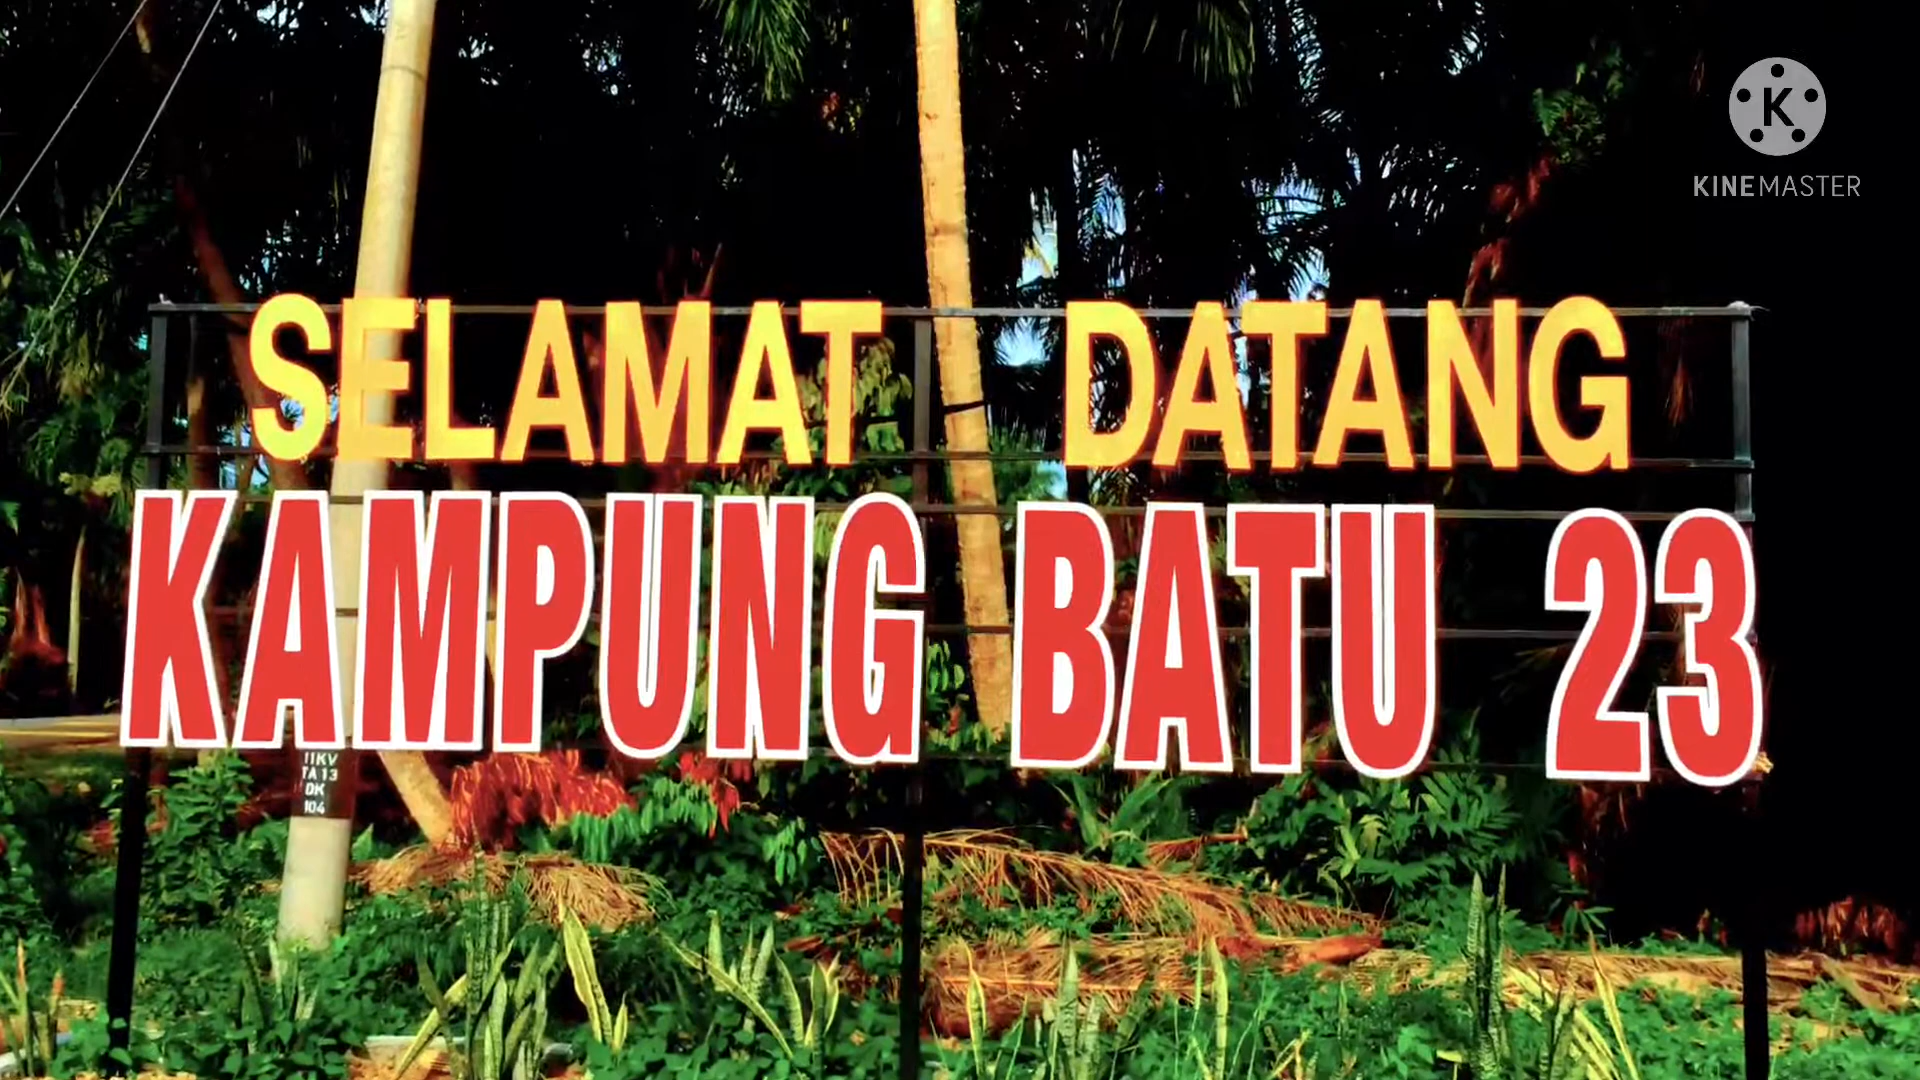 K
KINEMASTER
SELAMAT DATANG
KAMPUNG BATU 23
11KV
TA 13
DK
104